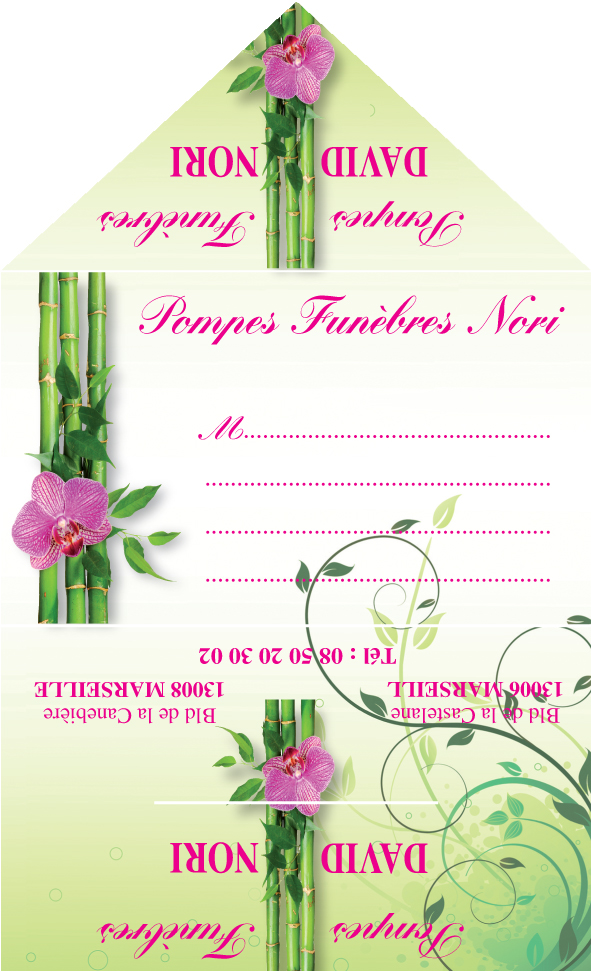 Pompes Funèbres
DAVID NORI
Pompes Funèbres Nori
M................................................
......................................................
......................................................
......................................................
Pompes Funèbres
DAVID NORI
Bld de la Castelane Bld de la Canebière
13006 MARSEILL 13008 MARSEILLE
Tél : 08 50 20 30 02